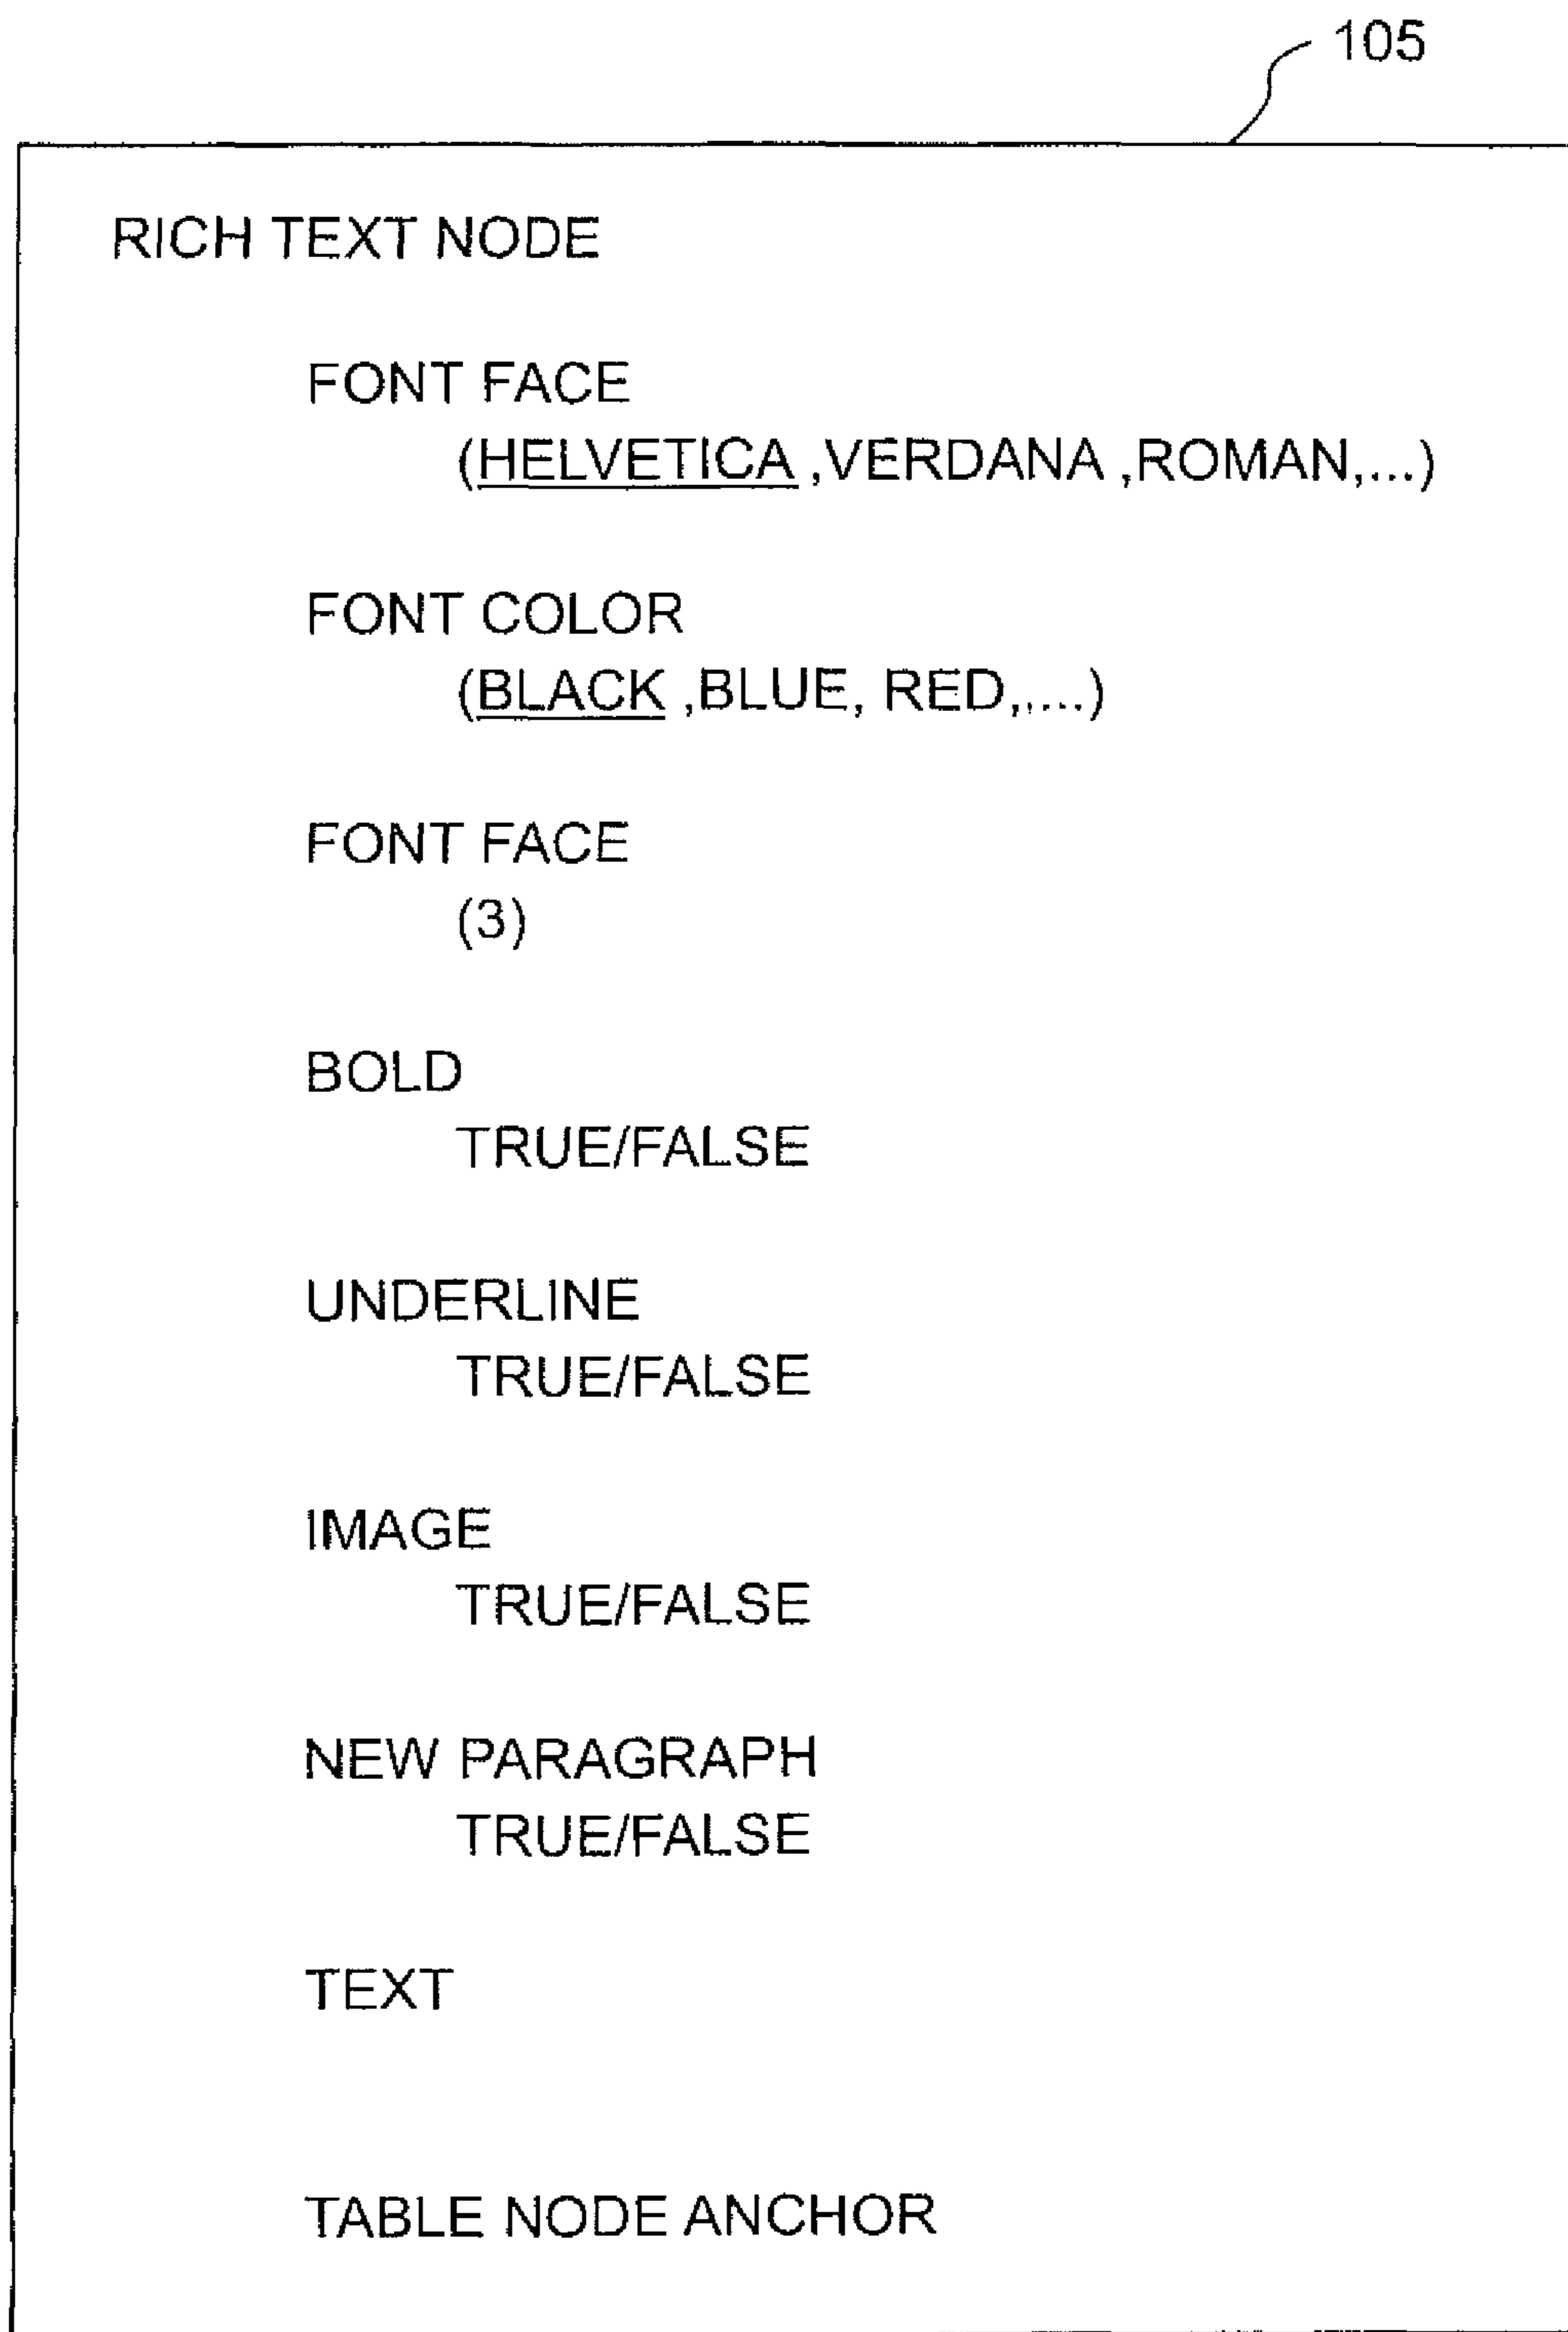 105
RICH TEXT NODE
FONT FACE
(HELVETICA ,VERDANA ,ROMAN,...)
FONT COLOR
(BLACK ,BLUE, RED,,...)
FONT FACE
(3)
BOLD
TRUE/FALSE
UNDERLINE
TRUE/FALSE
IMAGE
TRUE/FALSE
NEW PARAGRAPH
TRUE/FALSE
TEXT
TABLE NODE ANCHOR